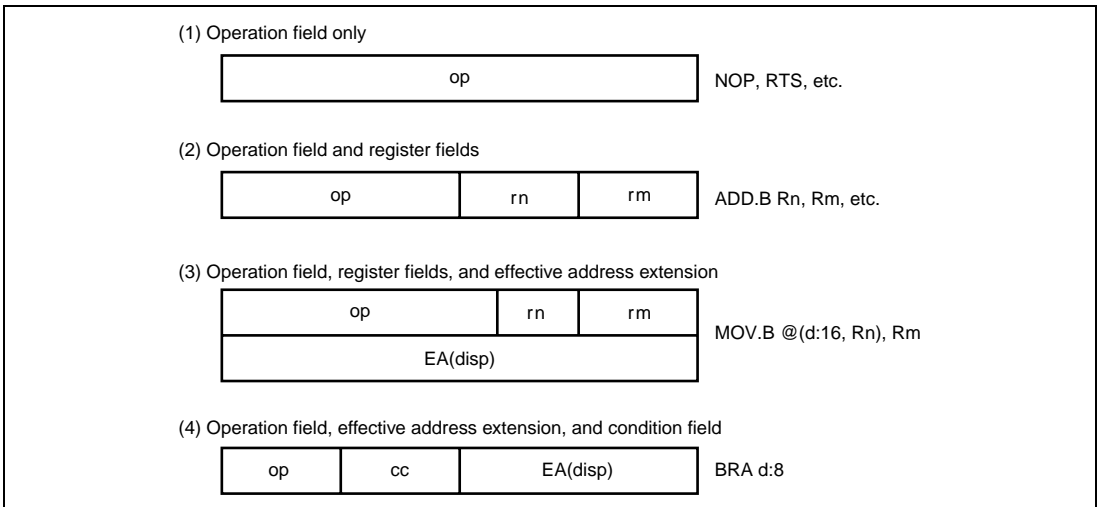 (1) Operation field only
op
NOP, RTS, etc.
(2) Operation field and register fields
op rn rm ADD.B Rn, Rm, etc.
(3) Operation field, register fields, and effective address extension
op rn rm
MOV.B @(d:16, Rn), Rm
EA(disp)
(4) Operation field, effective address extension, and condition field
op cc EA(disp) BRA d:8